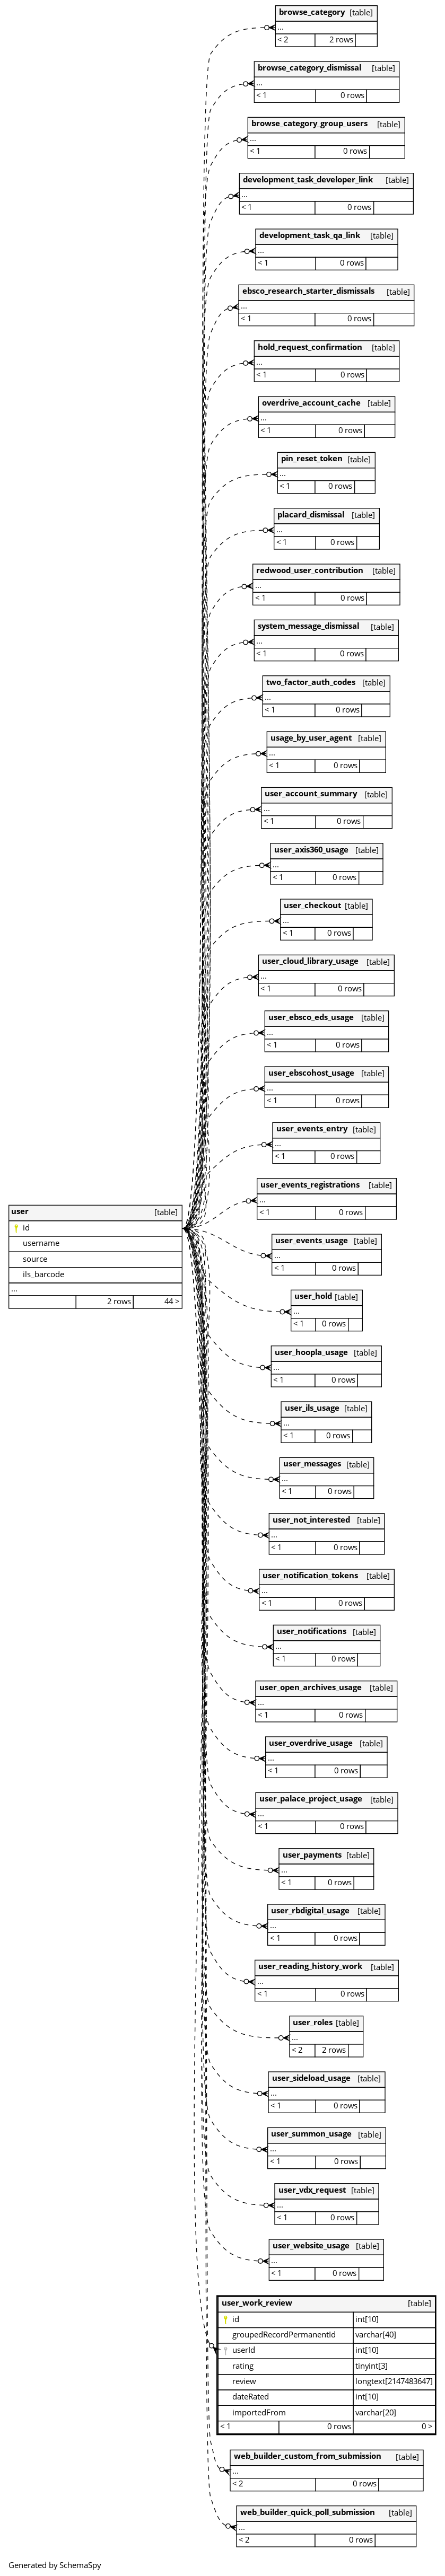 browse_category [table]
...
< 2 2 rows
browse_category_dismissal [table]
...
< 1 0 rows
browse_category_group_users [table]
...
< 1 0 rows
development_task_developer_link [table]
...
< 1 0 rows
development_task_qa_link [table]
...
< 1 0 rows
ebsco_research_starter_dismissals [table]
...
< 1 0 rows
hold_request_confirmation [table]
...
< 1 0 rows
overdrive_account_cache [table]
...
< 1 0 rows
pin_reset_token [table]
...
< 1 0 rows
placard_dismissal [table]
...
< 1 0 rows
redwood_user_contribution [table]
...
< 1 0 rows
system_message_dismissal [table]
...
< 1 0 rows
two_factor_auth_codes [table]
...
< 1 0 rows
usage_by_user_agent [table]
...
< 1 0 rows
user_account_summary [table]
...
< 1 0 rows
user_axis360_usage [table]
...
< 1 0 rows
user_checkout [table]
...
< 1 0 rows
user_cloud_library_usage [table]
...
< 1 0 rows
user_ebsco_eds_usage [table]
...
< 1 0 rows
user_ebscohost_usage [table]
...
< 1 0 rows
user_events_entry [table]
...
< 1 0 rows
user_events_registrations [table]
...
< 1 0 rows
user [table]
id
username
source
ils_barcode
...
2 rows 44 >
user_events_usage [table]
...
< 1 0 rows
user_hold [table]
...
< 1 0 rows
user_hoopla_usage [table]
...
< 1 0 rows
user_ils_usage [table]
...
< 1 0 rows
user_messages [table]
...
< 1 0 rows
user_not_interested [table]
...
< 1 0 rows
user_notification_tokens [table]
...
< 1 0 rows
user_notifications [table]
...
< 1 0 rows
user_open_archives_usage [table]
...
< 1 0 rows
user_overdrive_usage [table]
...
< 1 0 rows
user_palace_project_usage [table]
...
< 1 0 rows
user_payments [table]
...
< 1 0 rows
user_rbdigital_usage [table]
...
< 1 0 rows
user_reading_history_work [table]
...
< 1 0 rows
user_roles [table]
...
< 2 2 rows
user_sideload_usage [table]
...
< 1 0 rows
user_summon_usage [table]
...
< 1 0 rows
user_vdx_request [table]
...
< 1 0 rows
user_website_usage [table]
...
< 1 0 rows
user_work_review [table]
id int[10]
groupedRecordPermanentId varchar[40]
userId int[10]
rating tinyint[3]
review longtext[2147483647]
dateRated int[10]
importedFrom varchar[20]
< 1 0 rows 0 >
web_builder_custom_from_submission [table]
...
< 2 0 rows
web_builder_quick_poll_submission [table]
...
< 2 0 rows
Generated by SchemaSpy